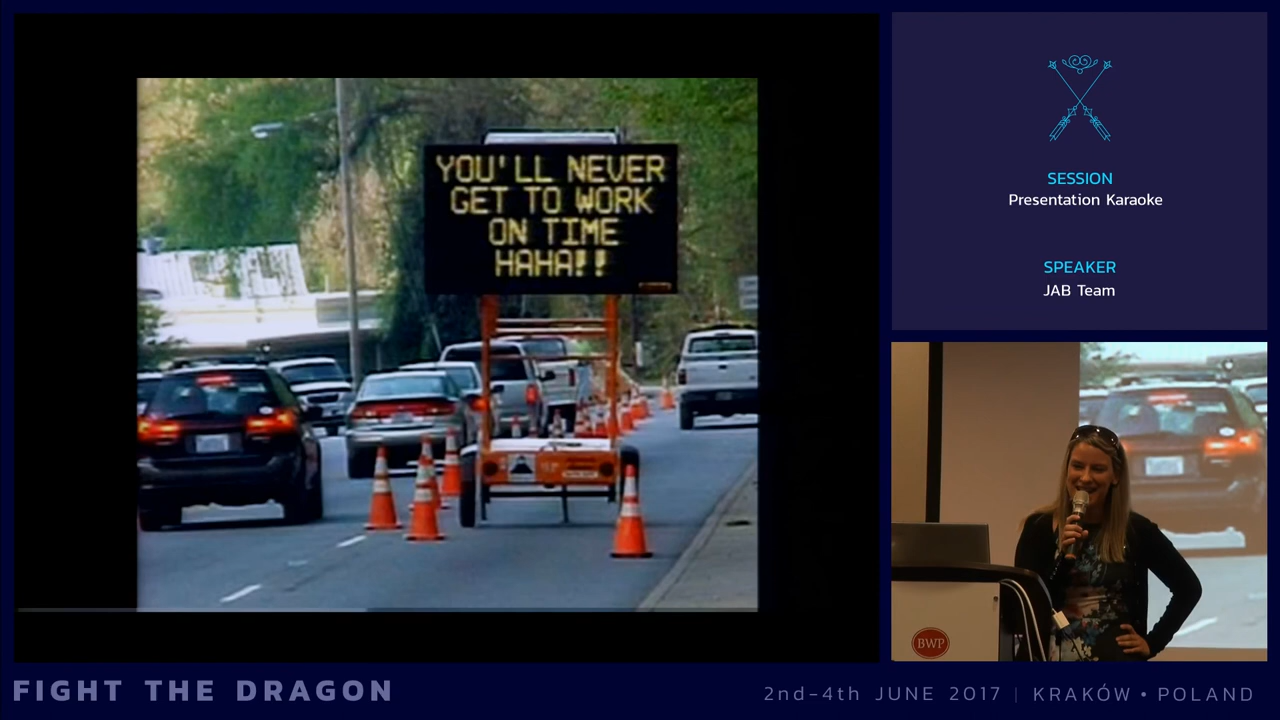 YOU'LL NEVER
GET TO WORK
ON TIME
HAHA!!
SESSION
Presentation Karaoke
SPEAKER
JAB Team
BWP
FIGHT THE DRAGON
2nd-4th JUNE 2017 | KRAKÓW • POLAND